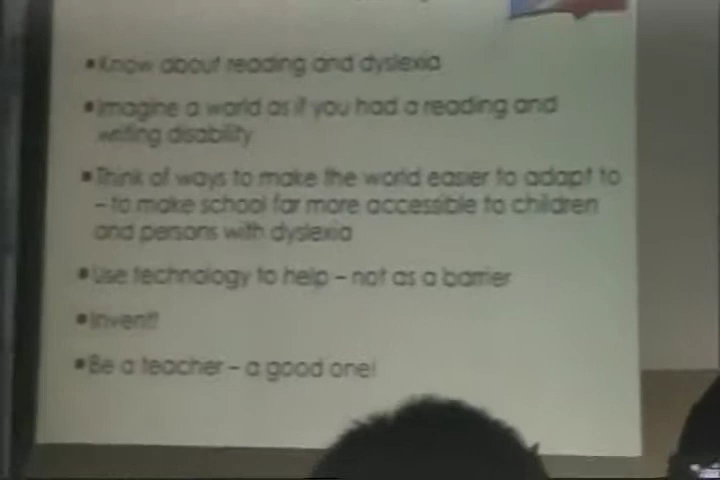 •Know about reading and dyslexia
•Imagine a world as if you had a reading and
writing disability
•Think of ways to make the world easier to adapt to
– to make school far more accessible to children
and persons with dyslexia
•Use technology to help – not as a barrier
•Invent!
•Be a teacher – a good one!